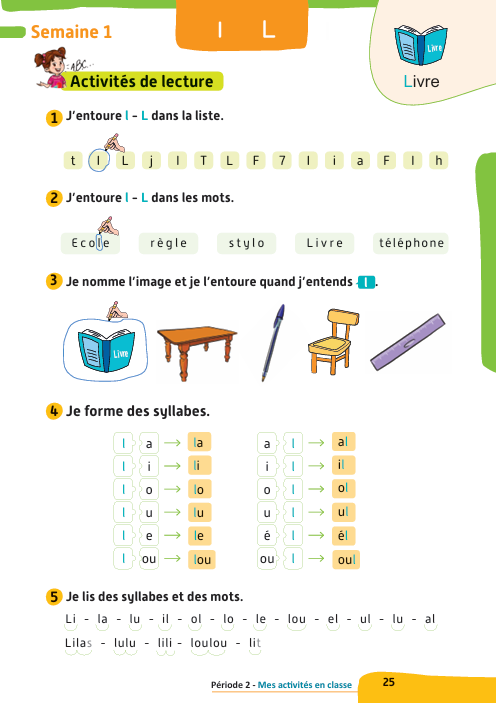 l L
Semaine 1
ABC...
Activités de lecture
Livre
Livre
1 J'entoure l - L dans la liste.
t l L j l T L F 7 l i a F l h
2 J'entoure l - L dans les mots.
Ecole règle stylo Livre téléphone
3 Je nomme l'image et je l'entoure quand j'entends l.
Livre
4 Je forme des syllabes.
l a → la a l → al
l i → li i l → il
l o → lo o l → ol
l u → lu u l → ul
l e → le é l → él
l ou → lou ou l → oul
5 Je lis des syllabes et des mots.
Li - la - lu - il - ol - lo - le - lou - el - ul - lu - al
Lilas - lulu - lili - loulou - lit
Période 2 - Mes activités en classe 25